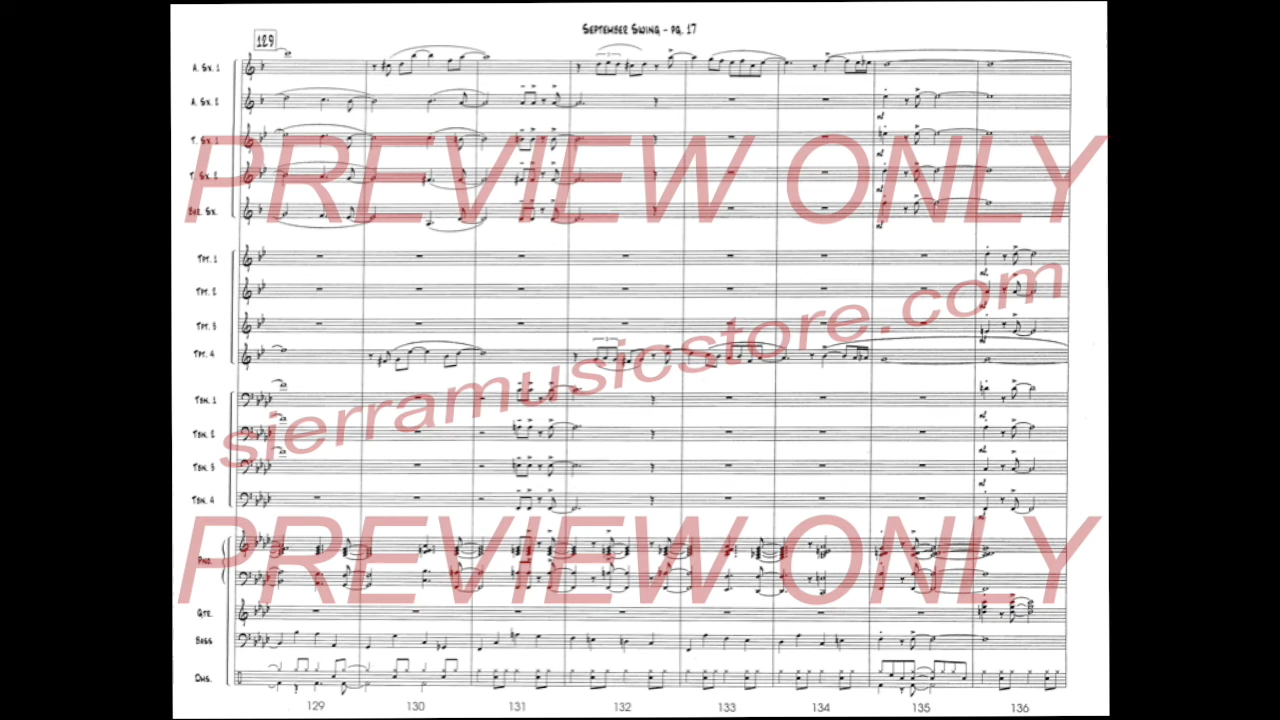 SEPTEMBER SWING - PG. 17
129
A. SX. 1
A. SX. 2
T. SX. 1
T. SX. 2
BAR. SX.
PREVIEW ONLY
TPT. 1
TPT. 2
TPT. 3
TPT. 4
sierramusicstore.com
TBN. 1
TBN. 2
TBN. 3
TBN. 4
PREVIEW ONLY
PNO.
GTR.
BASS
DMS.
129 130 131 132 133 134 135 136